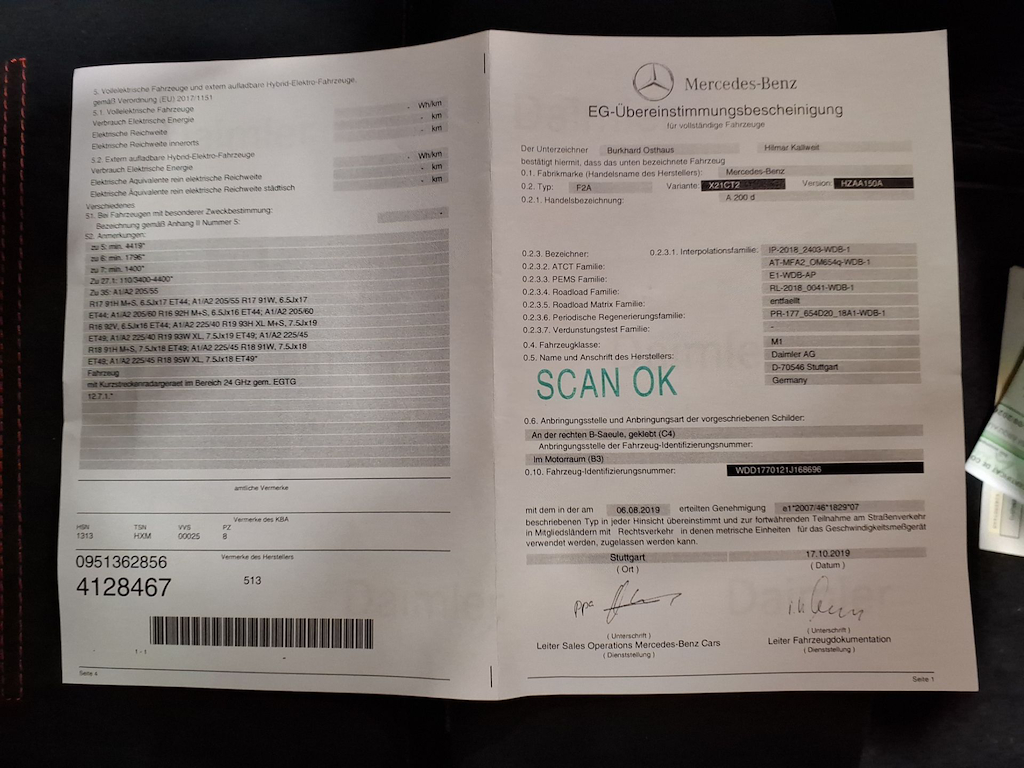 5. Vollelektrische Fahrzeuge und extern aufladbare Hybrid-Elektro-Fahrzeuge.
gemäß Verordnung (EU) 2017/1151
5.1. Vollelektrische Fahrzeuge
Verbrauch Elektrische Energie - Wh/km
Elektrische Reichweite - km
Elektrische Reichweite innerorts - km
5.2. Extern aufladbare Hybrid-Elektro-Fahrzeuge
Verbrauch Elektrische Energie - Wh/km
Elektrische Äquivalente rein elektrische Reichweite - km
Elektrische Äquivalente rein elektrische Reichweite städtisch - km
Verschiedenes
51. Bei Fahrzeugen mit besonderer Zweckbestimmung: -
Bezeichnung gemäß Anhang II Nummer 5:
52. Anmerkungen:
zu 5: min. 4419*
zu 6: min. 1796*
zu 7: min. 1400*
Zu 27.1: 110/3400-4400*
Zu 35: A1/A2 205/55
R17 91H M+S, 6.5Jx17 ET44; A1/A2 205/55 R17 91W, 6.5Jx17
ET44; A1/A2 205/60 R16 92H M+S, 6.5Jx16 ET44; A1/A2 205/60
R16 92V, 6.5Jx16 ET44; A1/A2 225/40 R19 93H XL M+S, 7.5Jx19
ET49; A1/A2 225/40 R19 93W XL, 7.5Jx19 ET49; A1/A2 225/45
R18 91H M+S, 7.5Jx18 ET49; A1/A2 225/45 R18 91W, 7.5Jx18
ET49; A1/A2 225/45 R18 95W XL, 7.5Jx18 ET49*
Fahrzeug
mit Kurzstreckenradargeraet im Bereich 24 GHz gem. EGTG
12.7.1.*
amtliche Vermerke
Vermerke des KBA
HSN TSN VVS PZ
1313 HXM 00025 8
0951362856 Vermerke des Herstellers
4128467 513
1 - 1
Seite 4
Mercedes-Benz
EG-Übereinstimmungsbescheinigung
für vollständige Fahrzeuge
Der Unterzeichner Burkhard Osthaus Hilmar Kallweit
bestätigt hiermit, dass das unten bezeichnete Fahrzeug
0.1. Fabrikmarke (Handelsname des Herstellers): Mercedes-Benz
0.2. Typ: F2A Variante: X21CT2 Version: HZAA150A
0.2.1. Handelsbezeichnung: A 200 d
0.2.3. Bezeichner: 0.2.3.1. Interpolationsfamilie: IP-2018_2403-WDB-1
0.2.3.2. ATCT Familie: AT-MFA2_OM654q-WDB-1
0.2.3.3. PEMS Familie: E1-WDB-AP
0.2.3.4. Roadload Familie: RL-2018_0041-WDB-1
0.2.3.5. Roadload Matrix Familie: entfaellt
0.2.3.6. Periodische Regenerierungsfamilie: PR-177_654D20_18A1-WDB-1
0.2.3.7. Verdunstungstest Familie: -
0.4. Fahrzeugklasse: M1
0.5. Name und Anschrift des Herstellers: Daimler AG
D-70546 Stuttgart
Germany
SCAN OK
0.6. Anbringungsstelle und Anbringungsart der vorgeschriebenen Schilder:
An der rechten B-Saeule, geklebt (C4)
Anbringungsstelle der Fahrzeug-Identifizierungsnummer:
Im Motorraum (B3)
0.10. Fahrzeug-Identifizierungsnummer: WDD1770121J168696
mit dem in der am 06.08.2019 erteilten Genehmigung e1*2007/46*1829*07
beschriebenen Typ in jeder Hinsicht übereinstimmt und zur fortwährenden Teilnahme am Straßenverkehr
in Mitgliedsländern mit Rechtsverkehr in denen metrische Einheiten für das Geschwindigkeitsmeßgerät
verwendet werden, zugelassen werden kann.
Stuttgart 17.10.2019
( Ort ) ( Datum )
ppa
( Unterschrift ) ( Unterschrift )
Leiter Sales Operations Mercedes-Benz Cars Leiter Fahrzeugdokumentation
( Dienststellung ) ( Dienststellung )
Seite 1